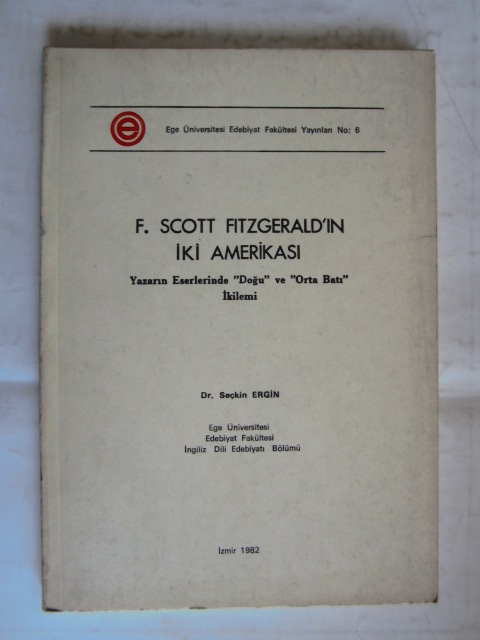 e
Ege Üniversitesi Edebiyat Fakültesi Yayınları No: 6
F. SCOTT FITZGERALD'IN
İKİ AMERİKASI
Yazarın Eserlerinde "Doğu" ve "Orta Batı"
İkilemi
Dr. Seçkin ERGİN
Ege Üniversitesi
Edebiyat Fakültesi
İngiliz Dili Edebiyatı Bölümü
İzmir 1982